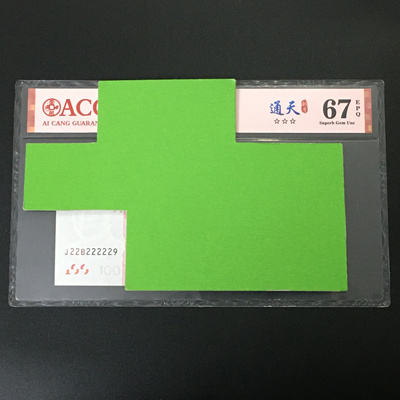 ACG
AI CANG GUARAN
通天
☆☆☆
67 EPQ
Superb Gem Unc
J22B222229
100